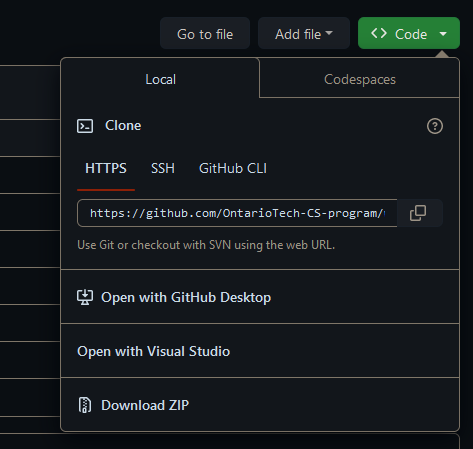 Go to file
Add file
Code
Local
Codespaces
Clone
HTTPS
SSH
GitHub CLI
https://github.com/OntarioTech-CS-program/
Use Git or checkout with SVN using the web URL.
Open with GitHub Desktop
Open with Visual Studio
Download ZIP